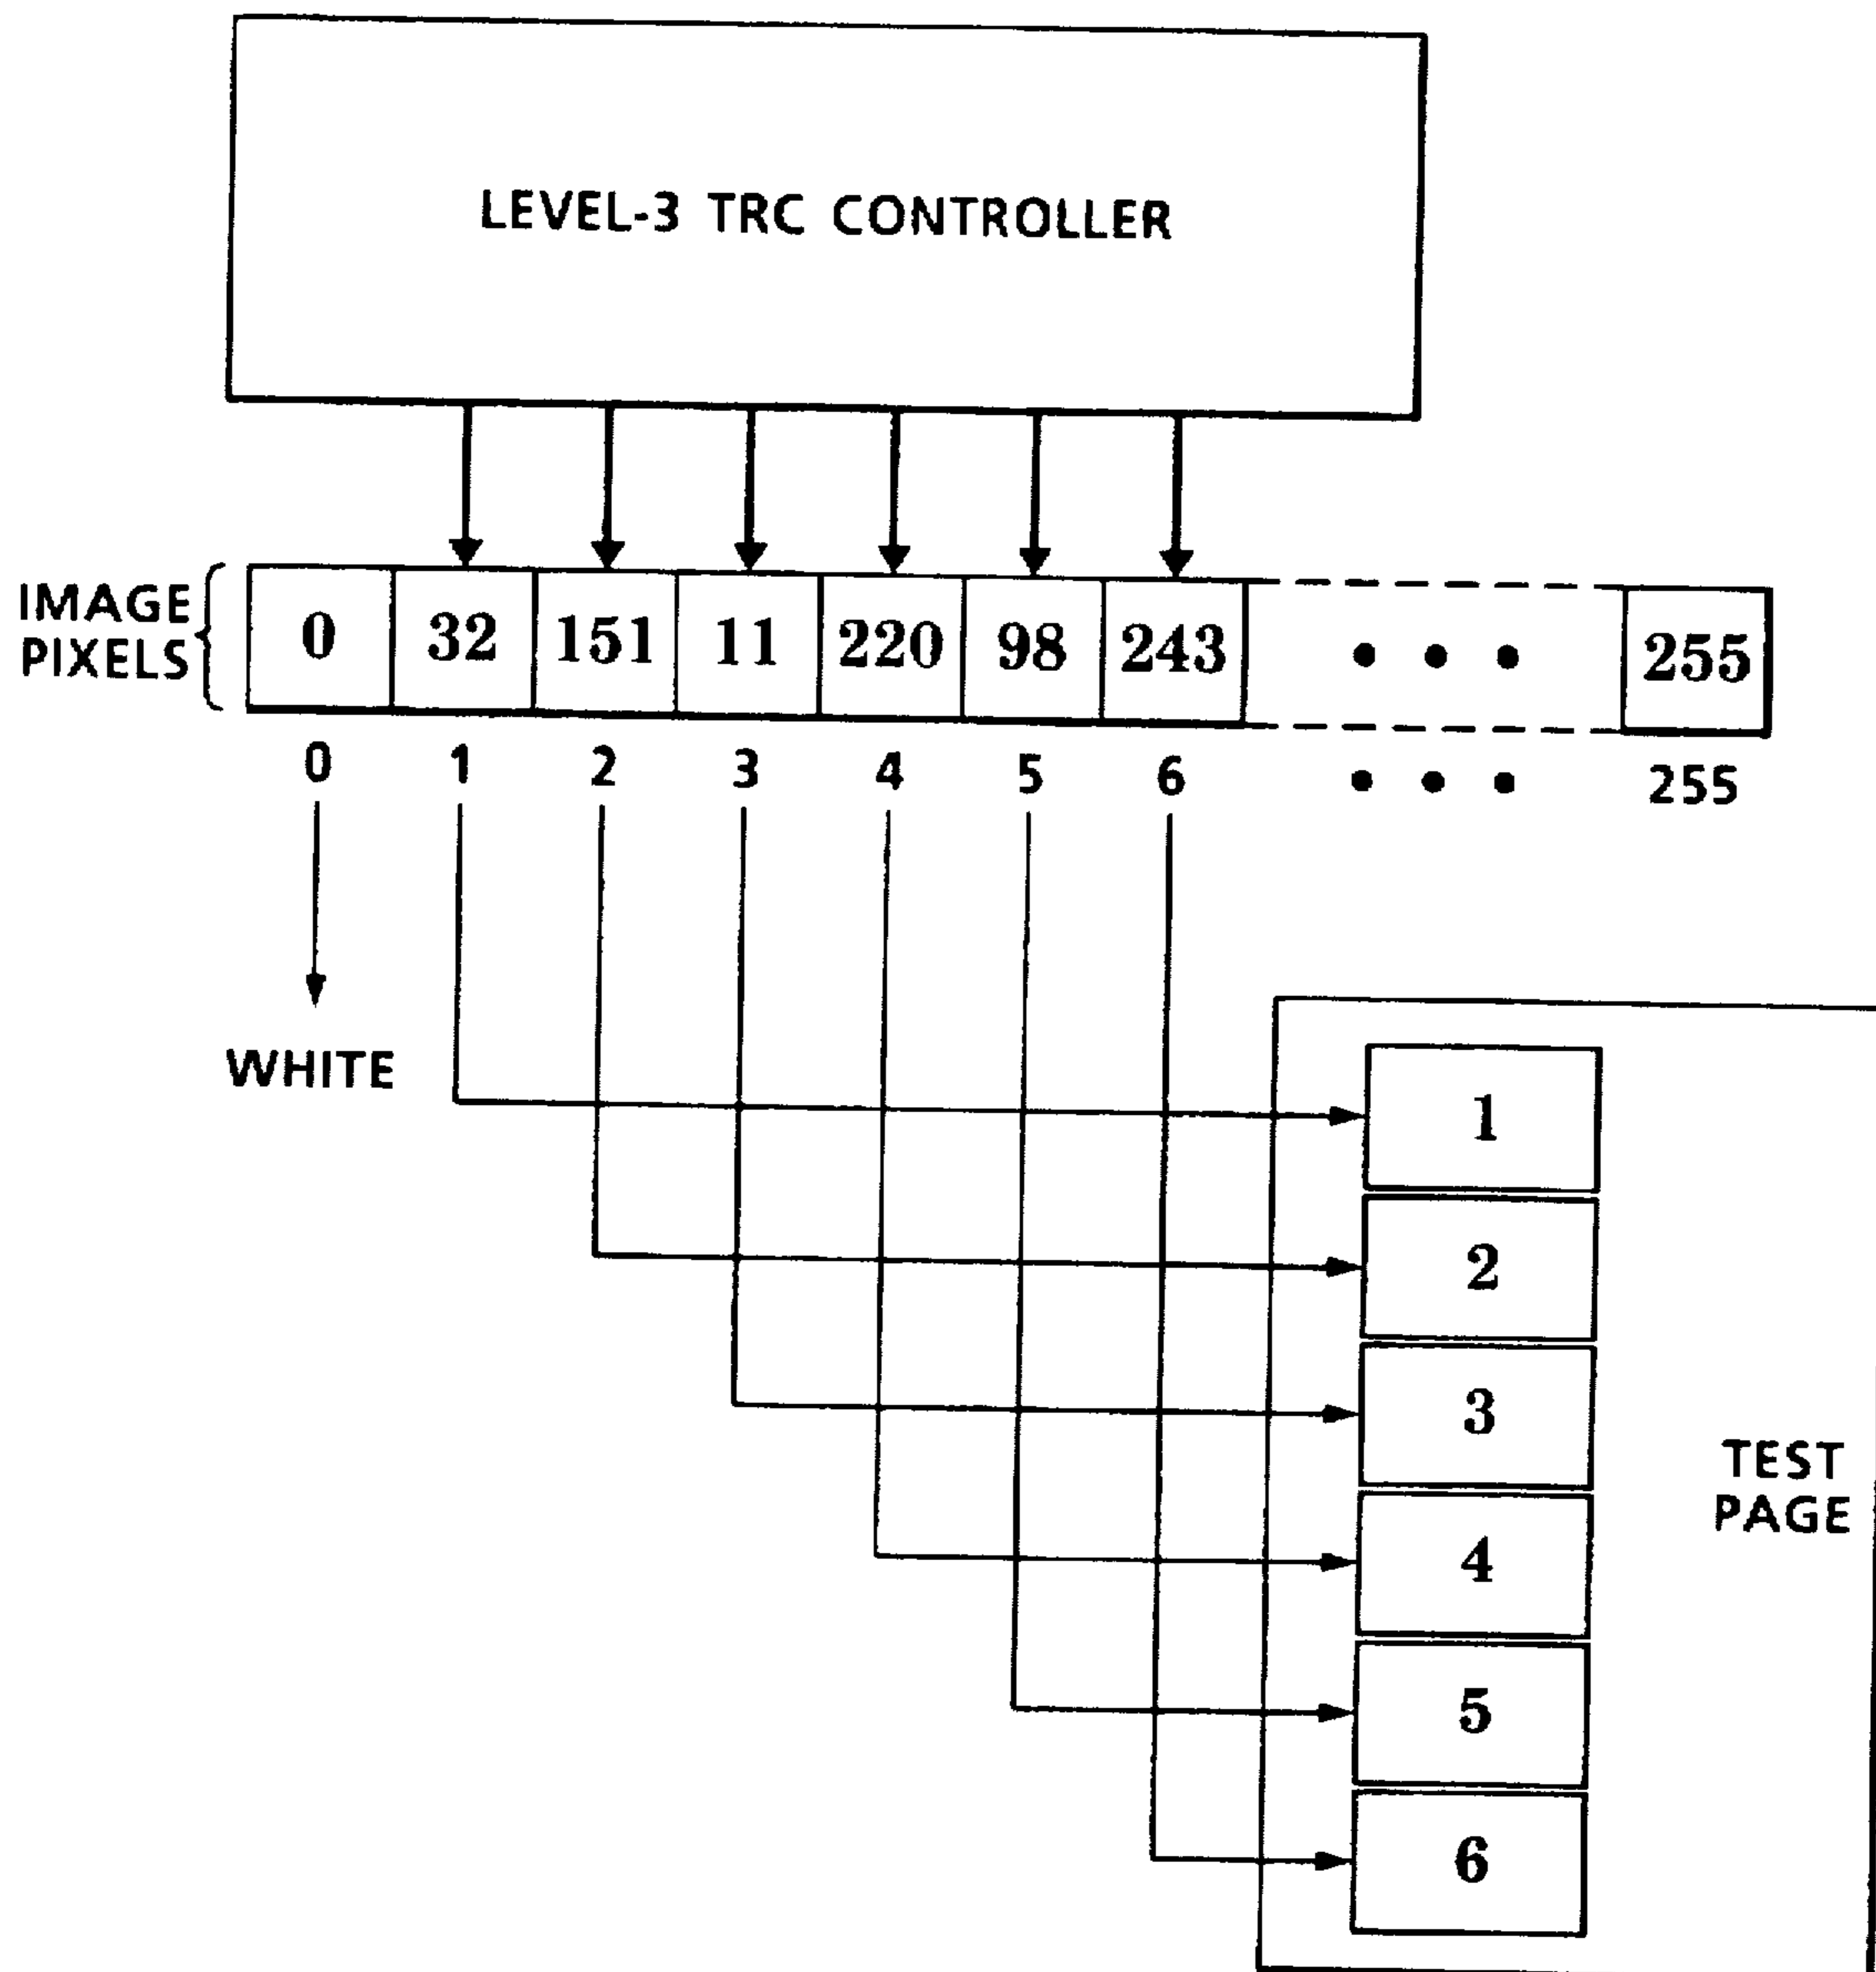 LEVEL-3 TRC CONTROLLER
IMAGE
PIXELS
0 32 151 11 220 98 243 • • • 255
0 1 2 3 4 5 6 • • • 255
WHITE
1
2
3
4
5
6
TEST
PAGE